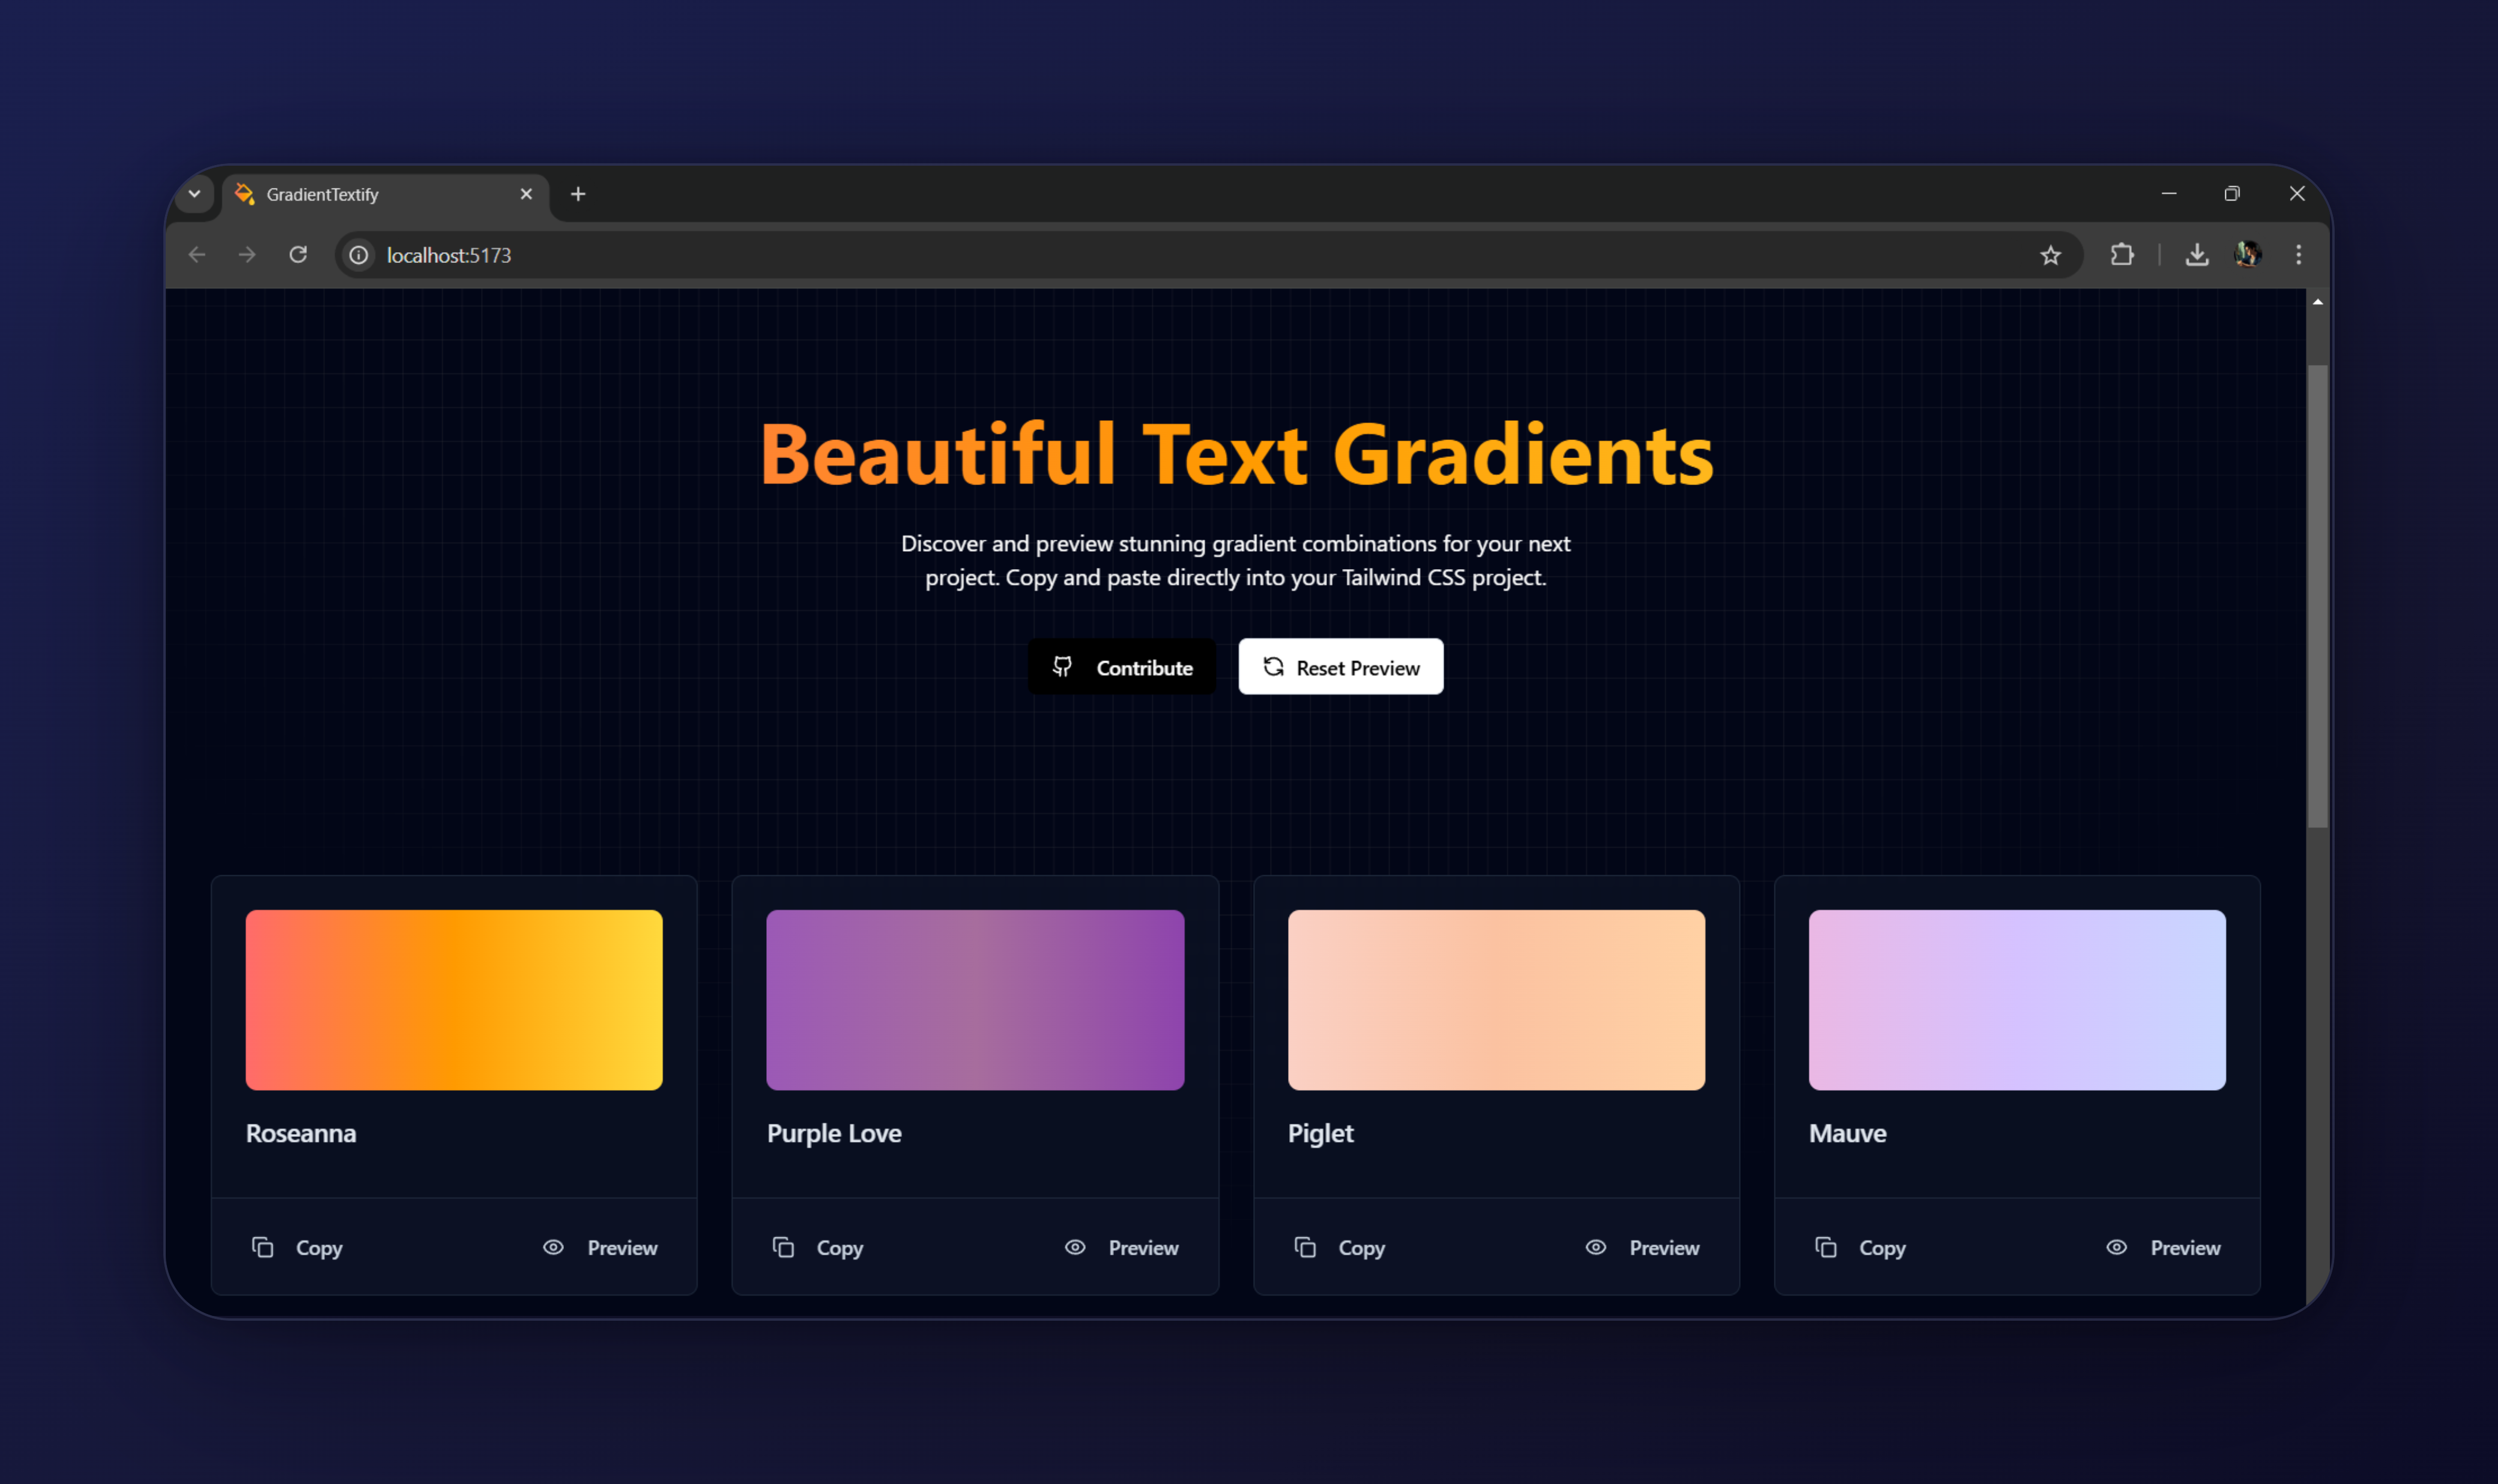 GradientTextify
localhost:5173
Beautiful Text Gradients
Discover and preview stunning gradient combinations for your next
project. Copy and paste directly into your Tailwind CSS project.
Contribute
Reset Preview
Roseanna
Purple Love
Piglet
Mauve
Copy
Preview
Copy
Preview
Copy
Preview
Copy
Preview